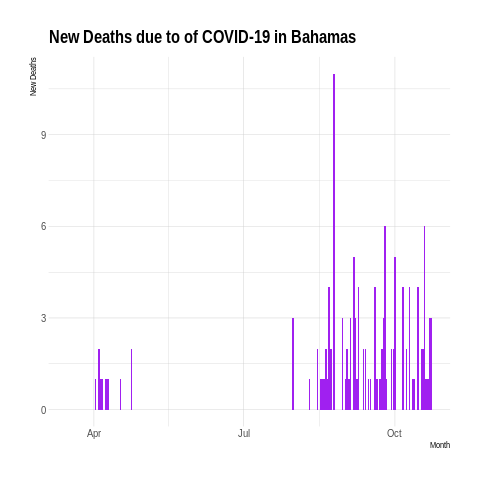 New Deaths due to of COVID-19 in Bahamas
New Deaths
9
6
3
0
Apr
Jul
Oct
Month